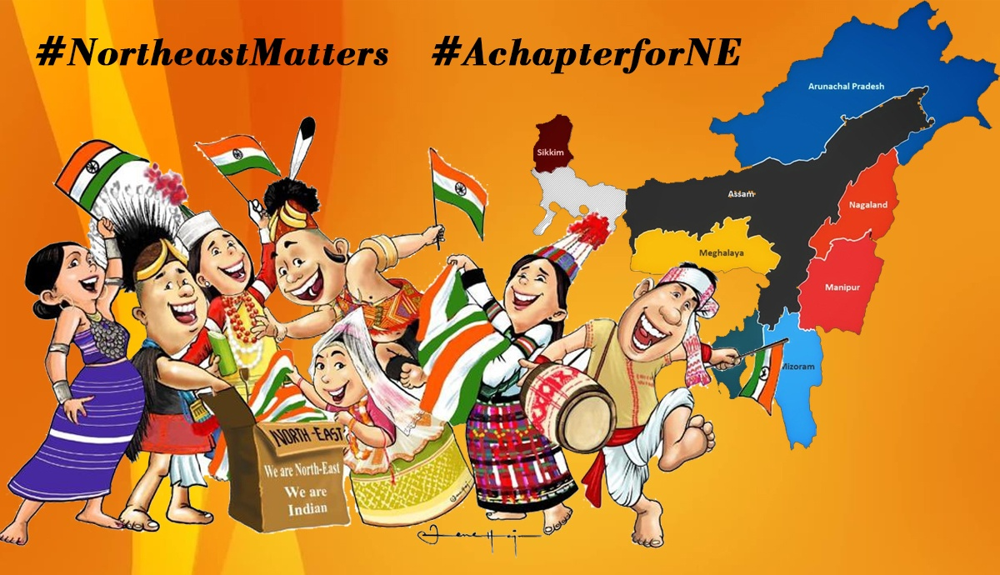 #NortheastMatters #AchapterforNE
Arunachal Pradesh
Sikkim
Assam
Nagaland
Meghalaya
Manipur
Mizoram
NORTH-EAST
We are North-East
We are
Indian